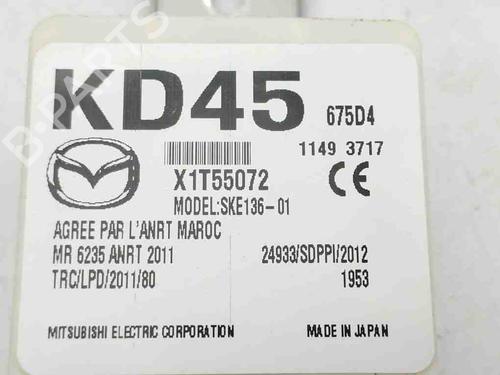 KD45 675D4
1149 3717
X1T55072
MODEL:SKE136-01
AGREE PAR L'ANRT MAROC
MR 6235 ANRT 2011 24933/SDPPI/2012
TRC/LPD/2011/80 1953
MITSUBISHI ELECTRIC CORPORATION MADE IN JAPAN
B-PARTS